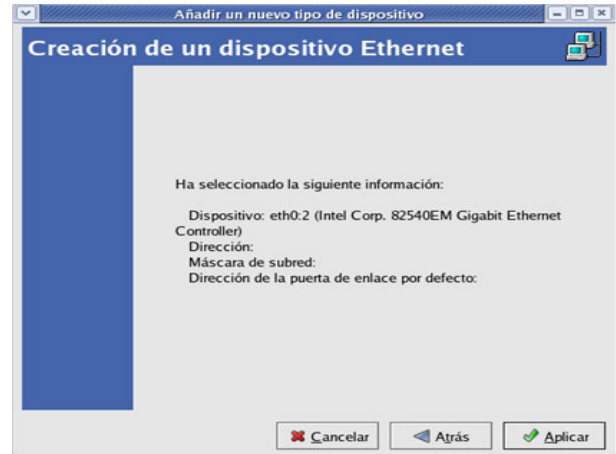 Añadir un nuevo tipo de dispositivo
Creación de un dispositivo Ethernet
Ha seleccionado la siguiente información:
Dispositivo: eth0:2 (Intel Corp. 82540EM Gigabit Ethernet
Controller)
Dirección:
Máscara de subred:
Dirección de la puerta de enlace por defecto:
Cancelar
Atrás
Aplicar